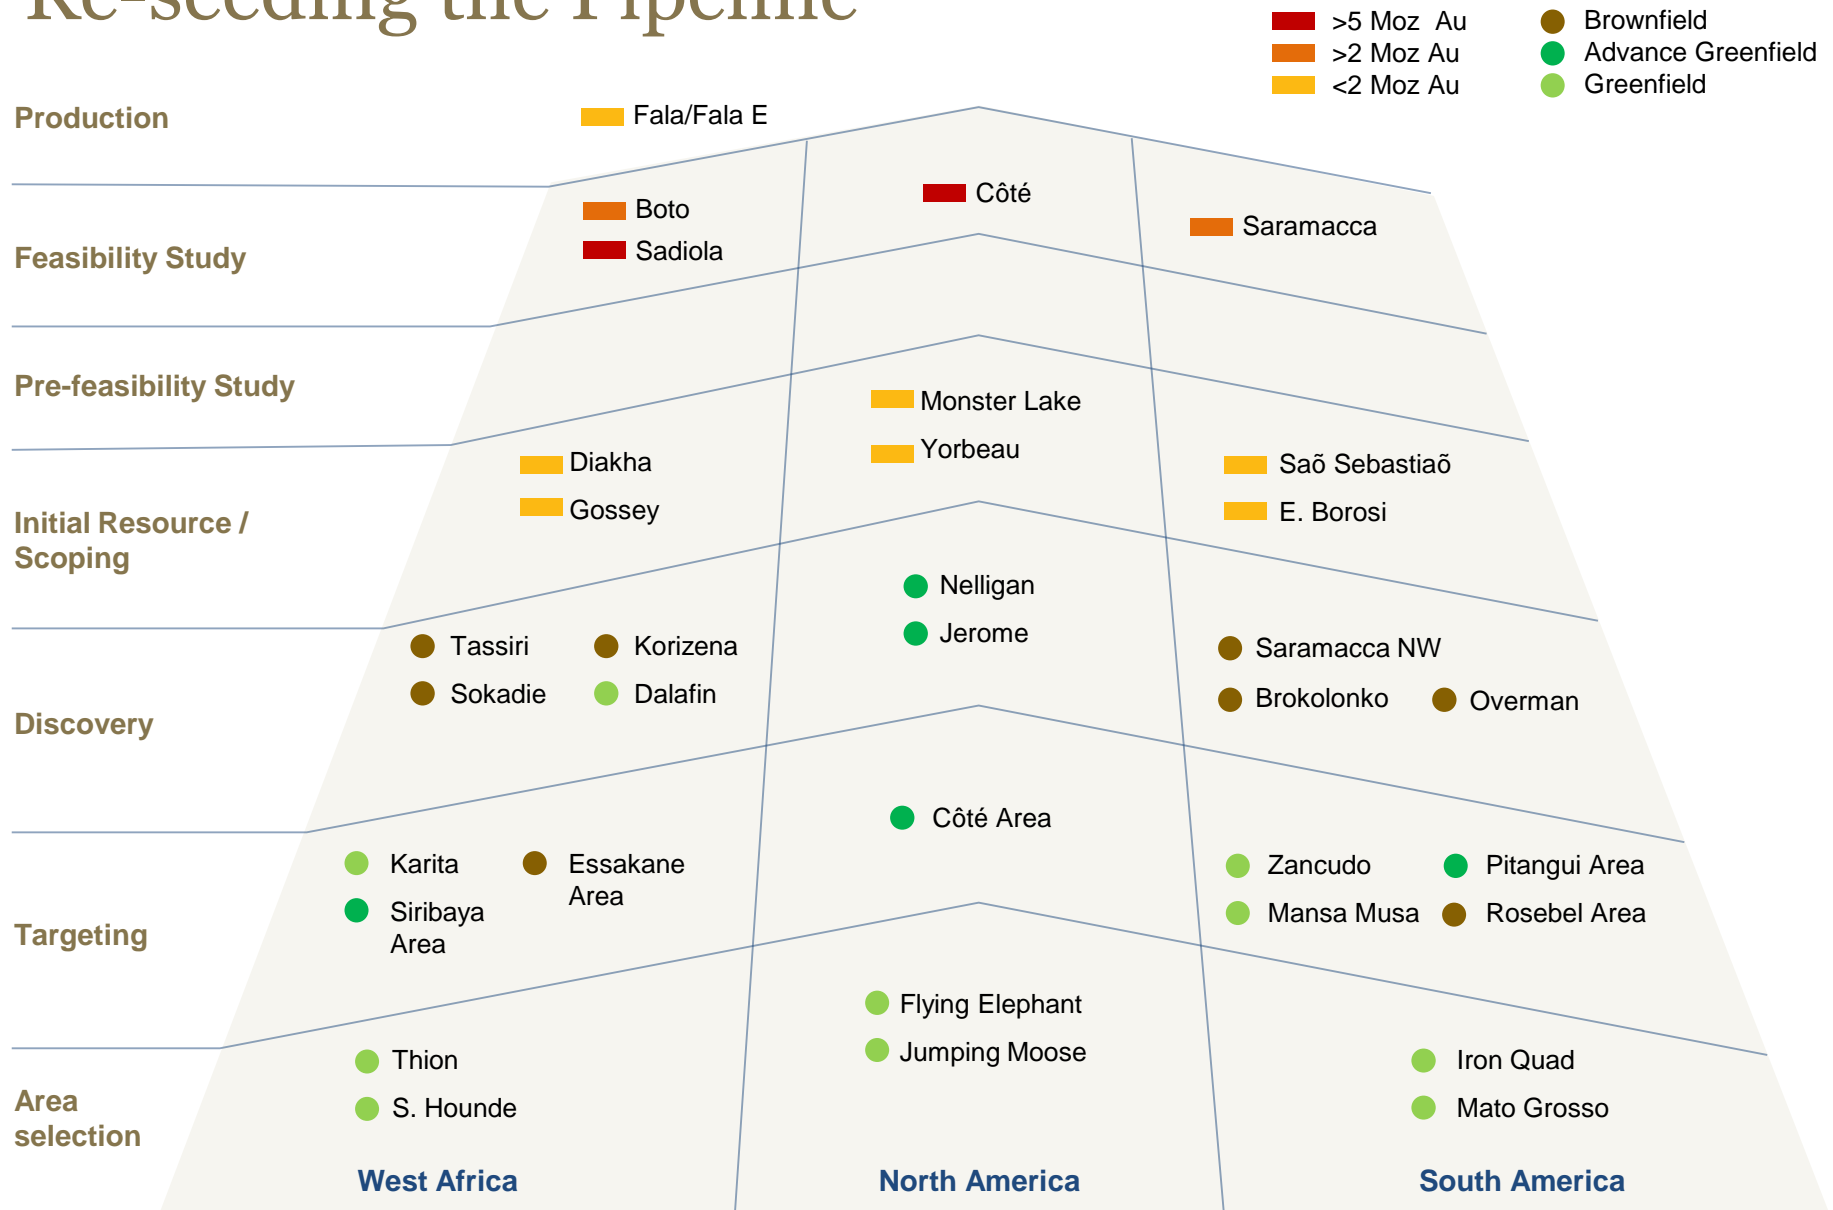 Re-seeding the Pipeline
>5 Moz Au
>2 Moz Au
<2 Moz Au
Brownfield
Advance Greenfield
Greenfield
Production
Fala/Fala E
Feasibility Study
Boto
Sadiola
Côté
Saramacca
Pre-feasibility Study
Initial Resource /
Scoping
Diakha
Gossey
Monster Lake
Yorbeau
Saõ Sebastiaõ
E. Borosi
Discovery
Tassiri
Korizena
Sokadie
Dalafin
Nelligan
Jerome
Saramacca NW
Brokolonko
Overman
Targeting
Karita
Essakane
Area
Siribaya
Area
Côté Area
Zancudo
Pitangui Area
Mansa Musa
Rosebel Area
Area
selection
Thion
S. Hounde
Flying Elephant
Jumping Moose
Iron Quad
Mato Grosso
West Africa
North America
South America